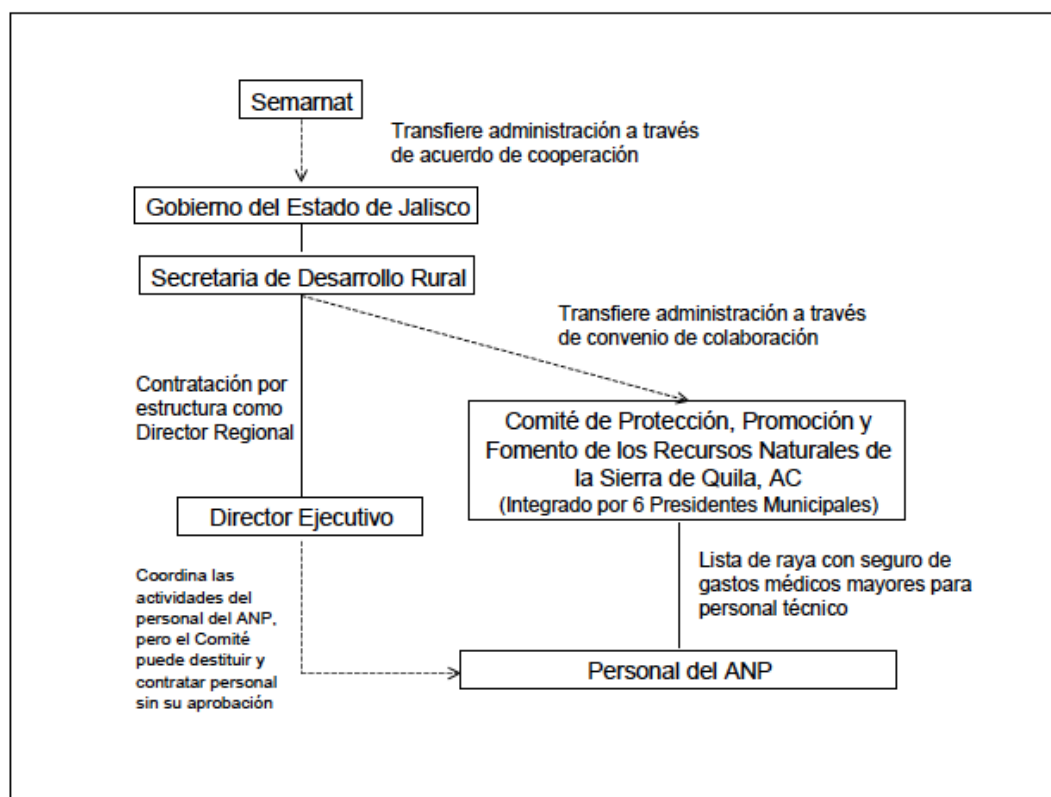 Semarnat
Transfiere administración a través
de acuerdo de cooperación
Gobierno del Estado de Jalisco
Secretaria de Desarrollo Rural
Transfiere administración a través
de convenio de colaboración
Contratación por
estructura como
Director Regional
Comité de Protección, Promoción y
Fomento de los Recursos Naturales de
la Sierra de Quila, AC
(Integrado por 6 Presidentes Municipales)
Director Ejecutivo
Lista de raya con seguro de
gastos médicos mayores para
personal técnico
Coordina las
actividades del
personal del ANP,
pero el Comité
puede destituir y
contratar personal
sin su aprobación
Personal del ANP